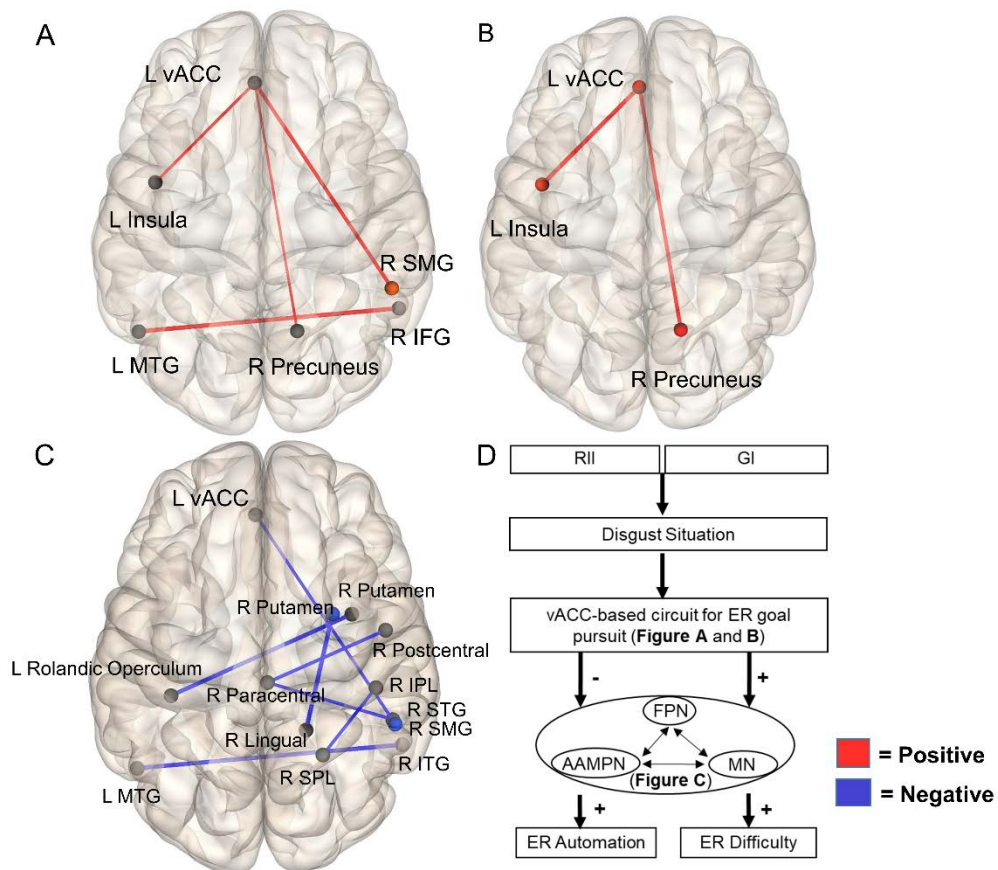 A
L vACC
L Insula
R SMG
R IFG
L MTG
R Precuneus
B
L vACC
L Insula
R Precuneus
C
L vACC
R Putamen
R Putamen
R Postcentral
L Rolandic Operculum
R Paracentral
R IPL
R STG
R SMG
R Lingual
R ITG
R SPL
L MTG
D
RII
GI
Disgust Situation
vACC-based circuit for ER goal
pursuit (Figure A and B)
-
+
FPN
AAMPN
MN
(Figure C)
+
+
ER Automation
ER Difficulty
= Positive
= Negative